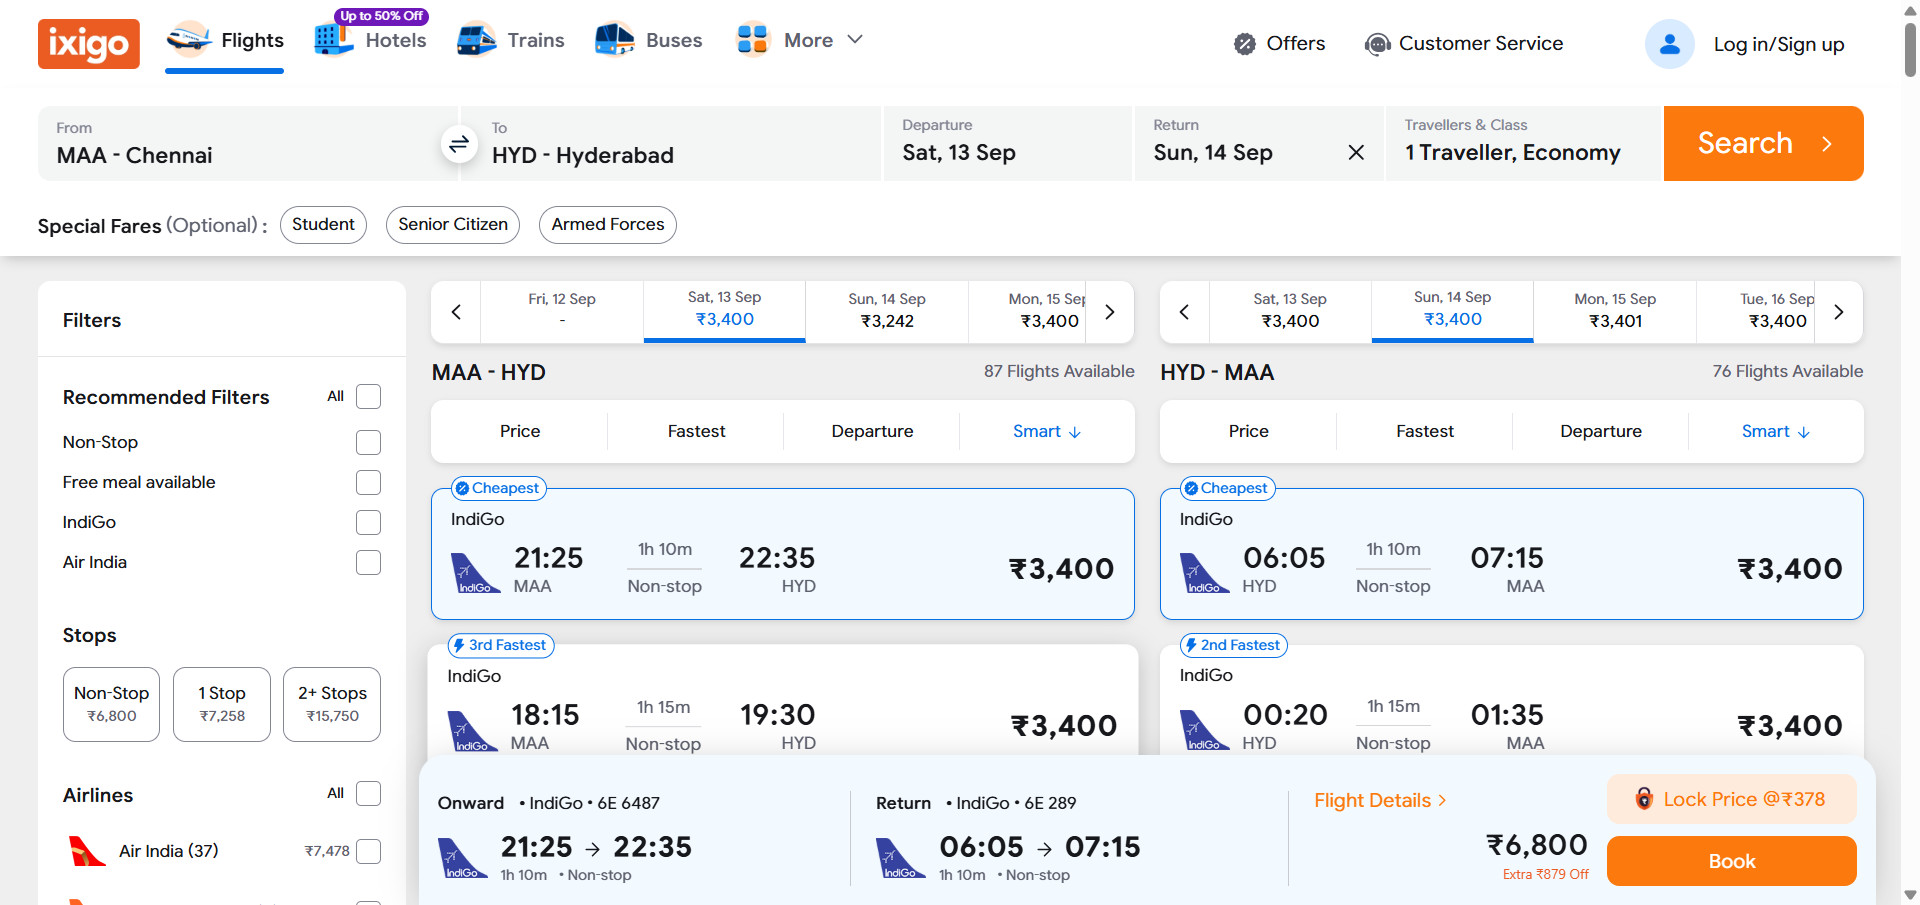 ixigo
Flights
Up to 50% Off
Hotels
Trains
Buses
More
Offers
Customer Service
Log in/Sign up
From
MAA - Chennai
To
HYD - Hyderabad
Departure
Sat, 13 Sep
Return
Sun, 14 Sep
Travellers & Class
1 Traveller, Economy
Search
Special Fares (Optional) :
Student
Senior Citizen
Armed Forces
Filters
Recommended Filters
All
Non-Stop
Free meal available
IndiGo
Air India
Stops
Non-Stop
₹6,800
1 Stop
₹7,258
2+ Stops
₹15,750
Airlines
All
Air India (37)
₹7,478
Fri, 12 Sep
-
Sat, 13 Sep
₹3,400
Sun, 14 Sep
₹3,242
Mon, 15 Sep
₹3,400
MAA - HYD
87 Flights Available
Price
Fastest
Departure
Smart ↓
Cheapest
IndiGo
IndiGo
21:25
MAA
1h 10m
Non-stop
22:35
HYD
₹3,400
3rd Fastest
IndiGo
IndiGo
18:15
MAA
1h 15m
Non-stop
19:30
HYD
₹3,400
Sat, 13 Sep
₹3,400
Sun, 14 Sep
₹3,400
Mon, 15 Sep
₹3,401
Tue, 16 Sep
₹3,400
HYD - MAA
76 Flights Available
Price
Fastest
Departure
Smart ↓
Cheapest
IndiGo
IndiGo
06:05
HYD
1h 10m
Non-stop
07:15
MAA
₹3,400
2nd Fastest
IndiGo
IndiGo
00:20
HYD
1h 15m
Non-stop
01:35
MAA
₹3,400
Onward • IndiGo • 6E 6487
IndiGo
21:25 → 22:35
1h 10m • Non-stop
Return • IndiGo • 6E 289
IndiGo
06:05 → 07:15
1h 10m • Non-stop
Flight Details
₹6,800
Extra ₹879 Off
Lock Price @₹378
Book